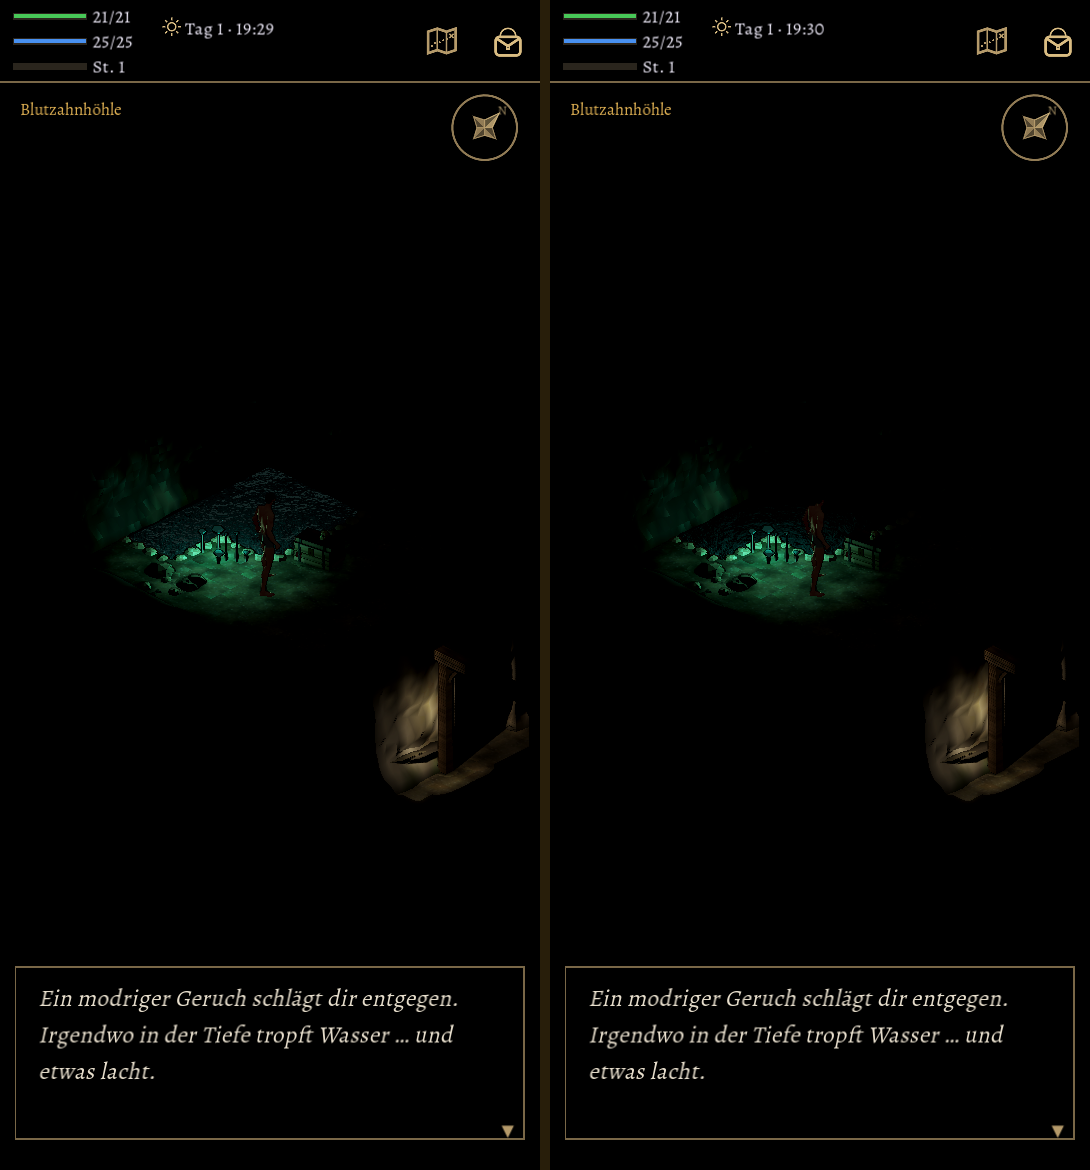 21/21
25/25
St. 1
Tag 1 · 19:29
Blutzahnhöhle
N
Ein modriger Geruch schlägt dir entgegen.
Irgendwo in der Tiefe tropft Wasser ... und
etwas lacht.
21/21
25/25
St. 1
Tag 1 · 19:30
Blutzahnhöhle
N
Ein modriger Geruch schlägt dir entgegen.
Irgendwo in der Tiefe tropft Wasser ... und
etwas lacht.